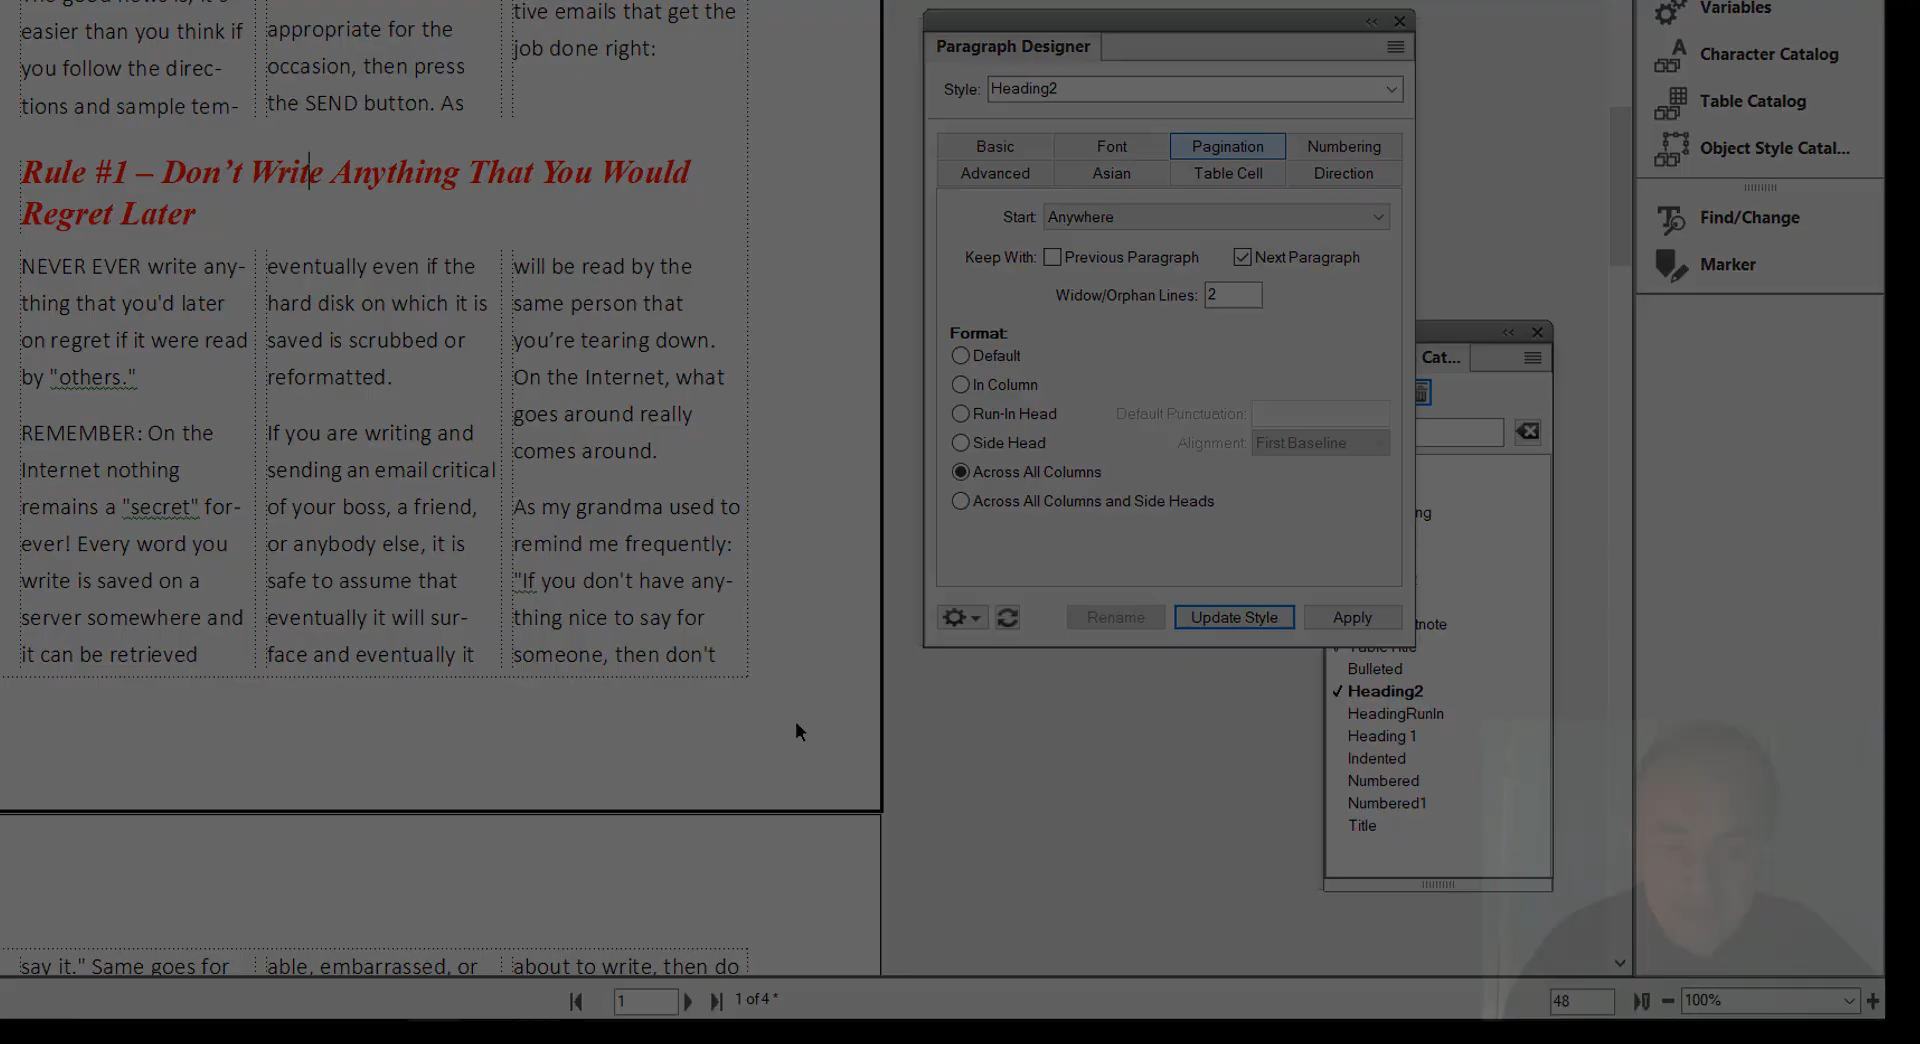 easier than you think if
you follow the direc-
tions and sample tem-
appropriate for the
occasion, then press
the SEND button. As
tive emails that get the
job done right:
Rule #1 – Don’t Write Anything That You Would
Regret Later
NEVER EVER write any-
thing that you'd later
on regret if it were read
by "others."
REMEMBER: On the
Internet nothing
remains a "secret" for-
ever! Every word you
write is saved on a
server somewhere and
it can be retrieved
eventually even if the
hard disk on which it is
saved is scrubbed or
reformatted.
If you are writing and
sending an email critical
of your boss, a friend,
or anybody else, it is
safe to assume that
eventually it will sur-
face and eventually it
will be read by the
same person that
you’re tearing down.
On the Internet, what
goes around really
comes around.
As my grandma used to
remind me frequently:
"If you don't have any-
thing nice to say for
someone, then don't
say it." Same goes for
able, embarrassed, or
about to write, then do
Paragraph Designer
Style: Heading2
Basic Font Pagination Numbering
Advanced Asian Table Cell Direction
Start: Anywhere
Keep With: Previous Paragraph Next Paragraph
Widow/Orphan Lines: 2
Format:
Default
In Column
Run-In Head Default Punctuation:
Side Head Alignment: First Baseline
Across All Columns
Across All Columns and Side Heads
Rename Update Style Apply
Cat...
Bulleted
Heading2
HeadingRunIn
Heading 1
Indented
Numbered
Numbered1
Title
Variables
Character Catalog
Table Catalog
Object Style Catal...
Find/Change
Marker
1 1 of 4 * 48 100%